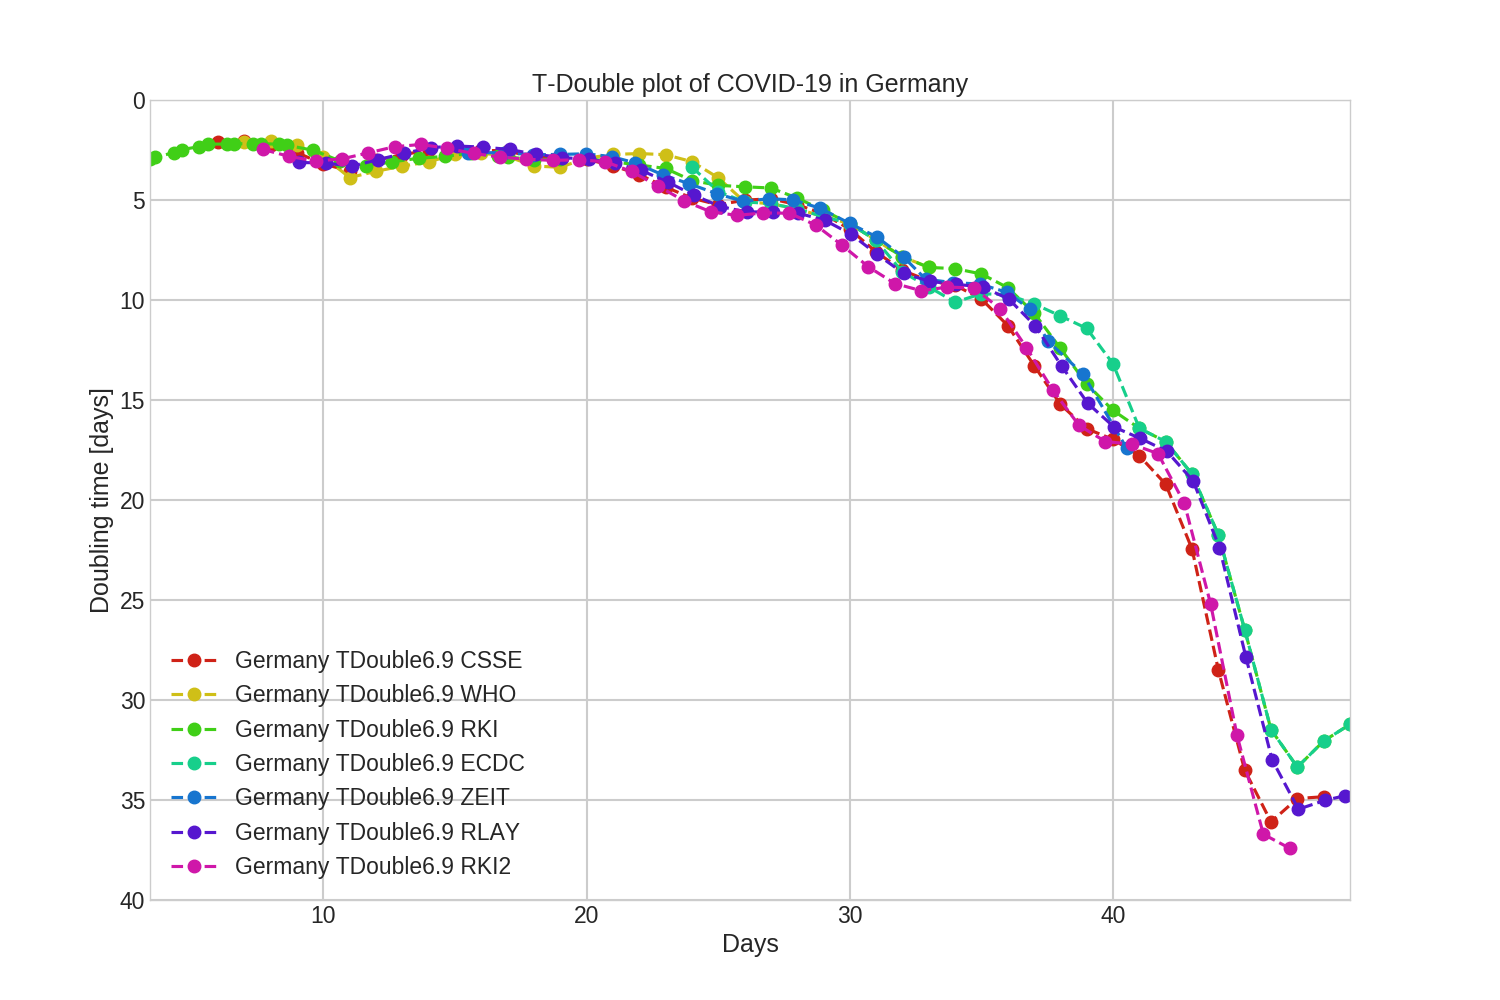 T-Double plot of COVID-19 in Germany
0
5
10
15
20
25
30
35
40
Doubling time [days]
Germany TDouble6.9 CSSE
Germany TDouble6.9 WHO
Germany TDouble6.9 RKI
Germany TDouble6.9 ECDC
Germany TDouble6.9 ZEIT
Germany TDouble6.9 RLAY
Germany TDouble6.9 RKI2
10 20 30 40
Days